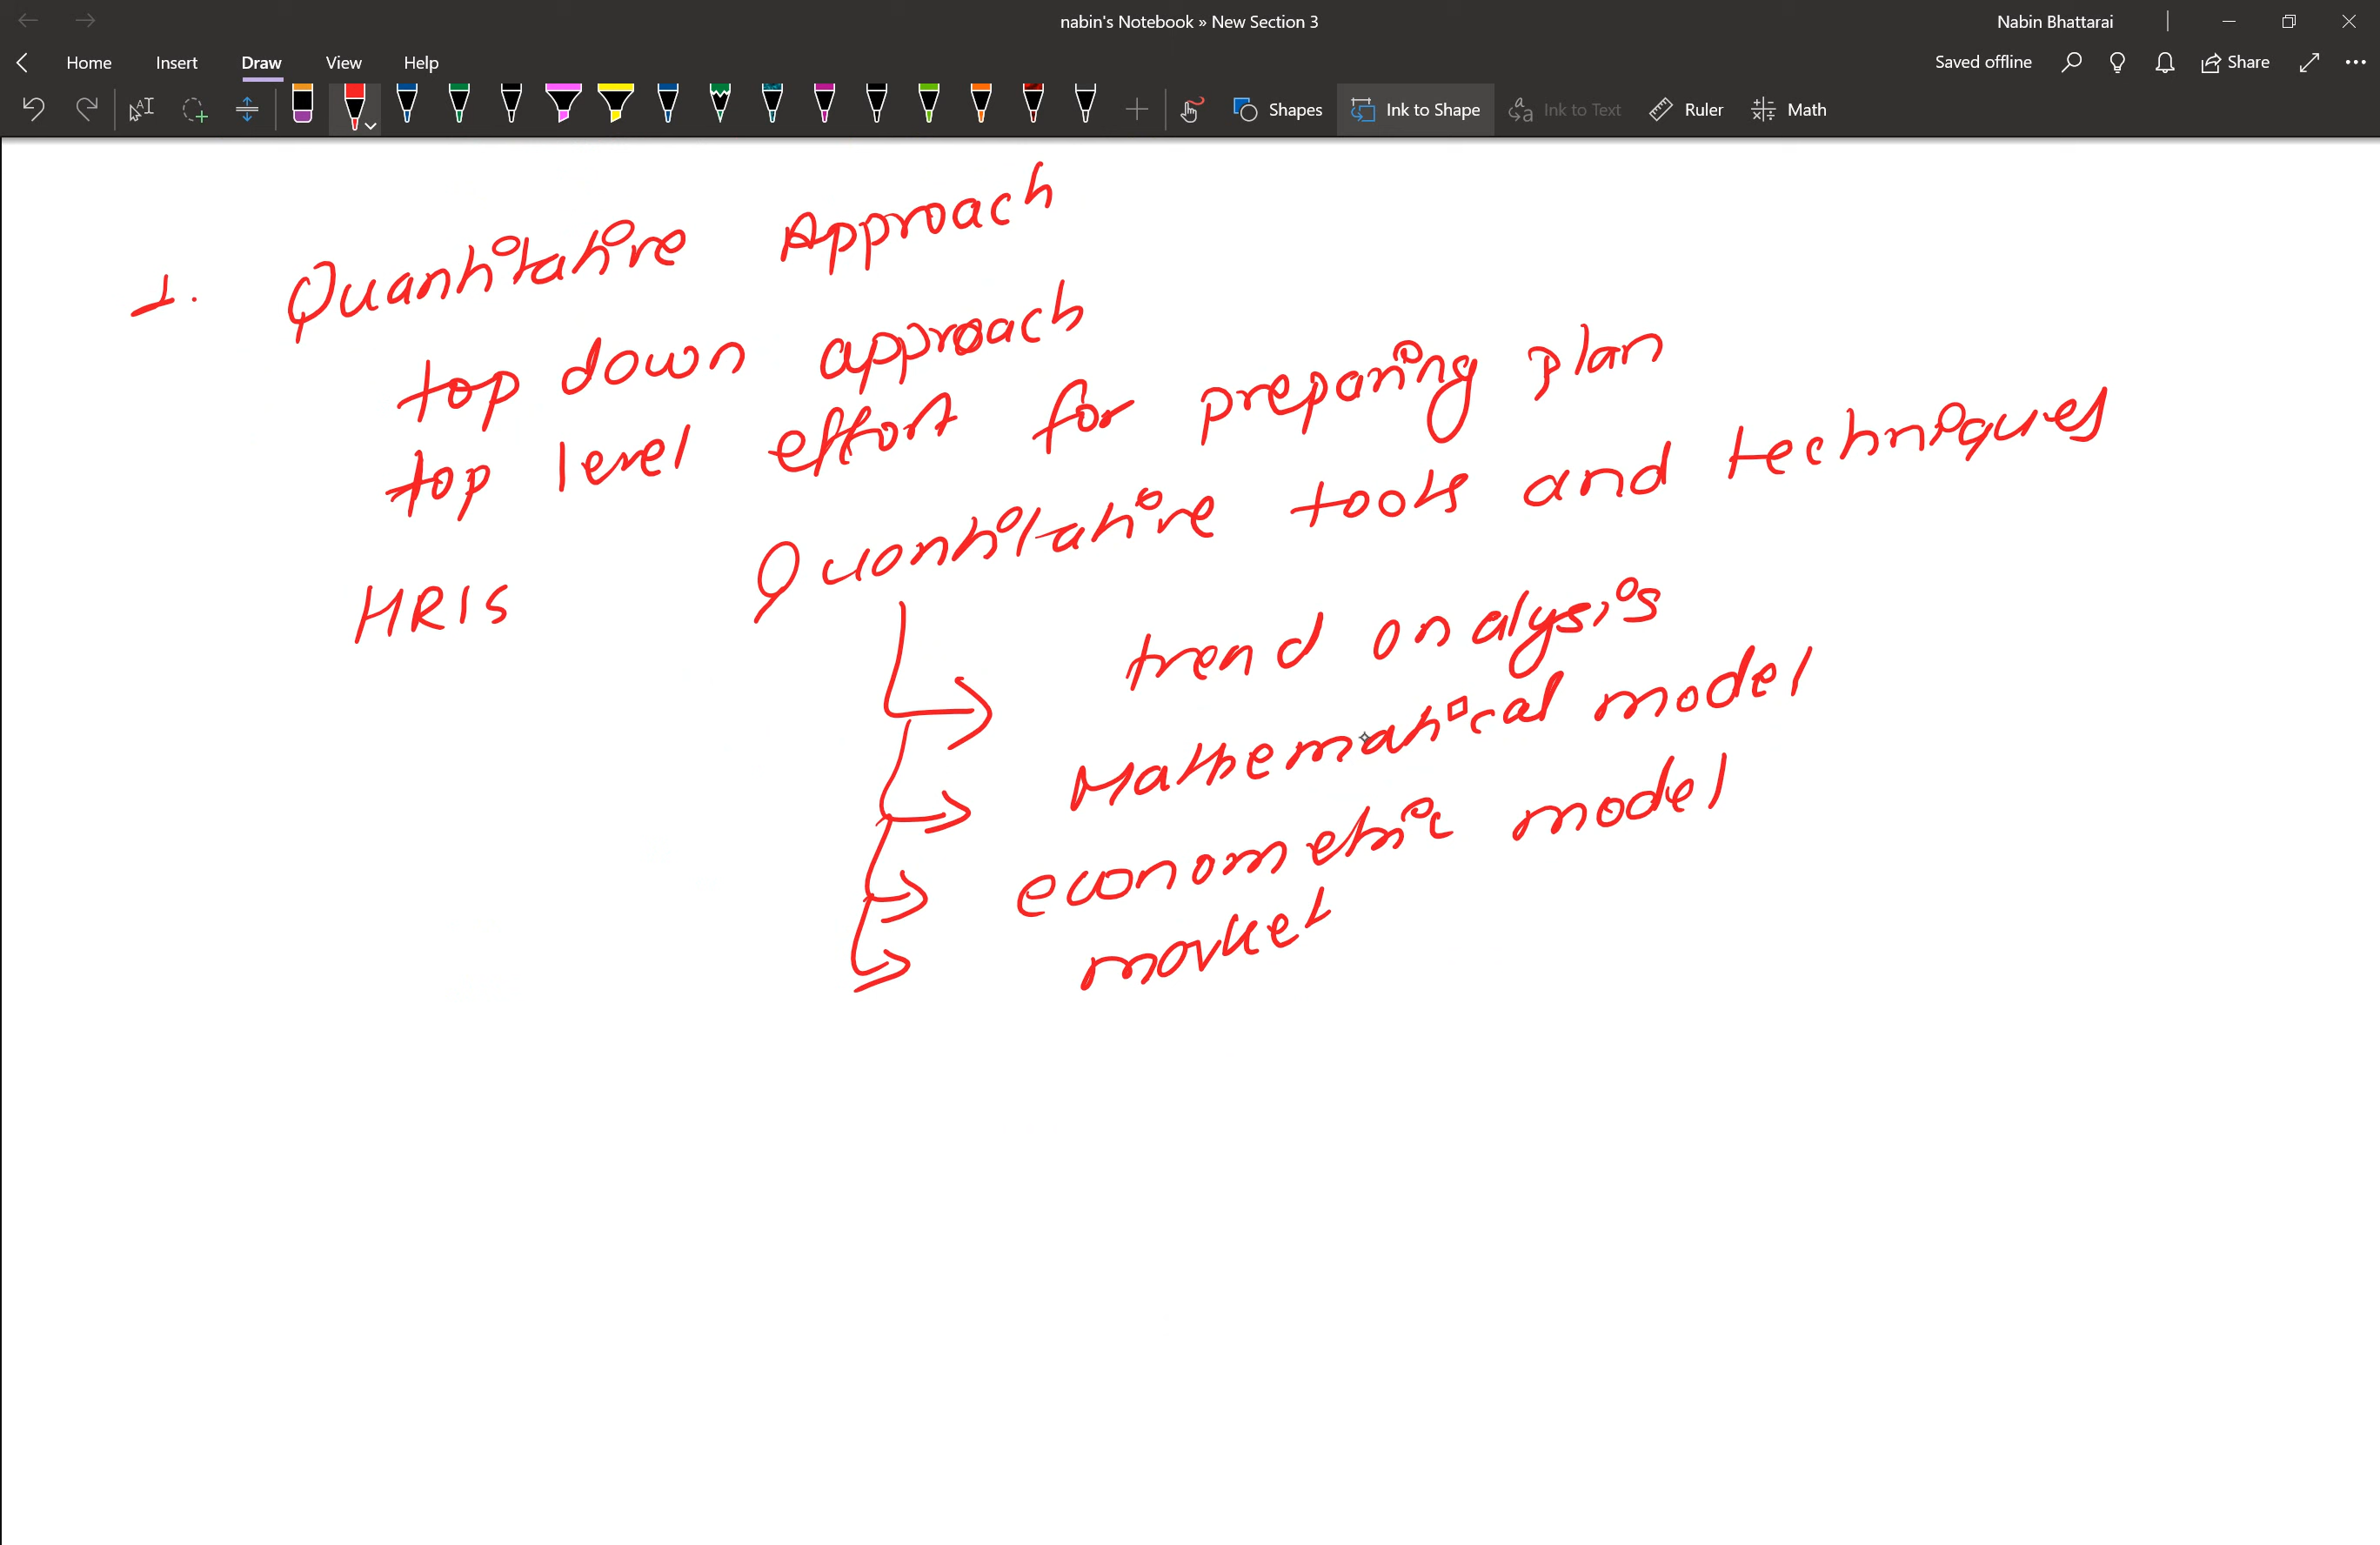 nabin's Notebook » New Section 3
Nabin Bhattarai
Home Insert Draw View Help
Saved offline
Share
Shapes Ink to Shape Ink to Text Ruler Math
1. Quantitative Approach
top down approach
top level effort for preparing plan
Quantitative tools and techniques
HRIS
trend analysis
Mathematical model
econometric model
market